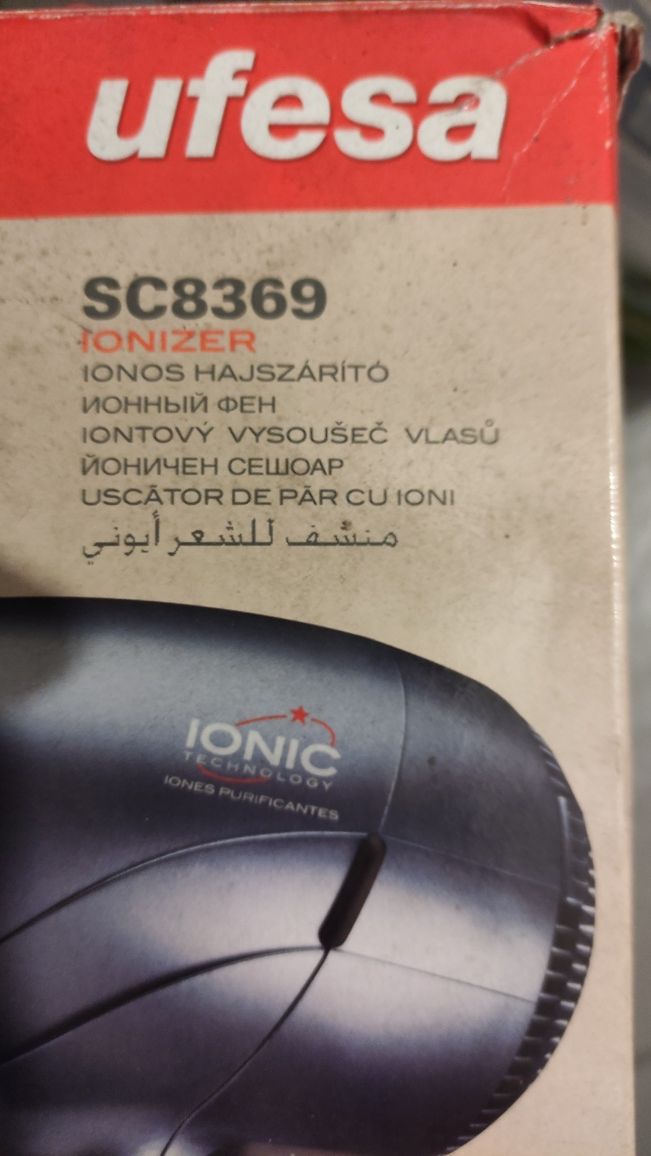 ufesa
SC8369
IONIZER
IONOS HAJSZÁRÍTÓ
ИОННЫЙ ФЕН
IONTOVÝ VYSOUŠEČ VLASŮ
ЙОНИЧЕН СЕШОАР
USCĂTOR DE PĂR CU IONI
منشف للشعر أيوني
IONIC
TECHNOLOGY
IONES PURIFICANTES